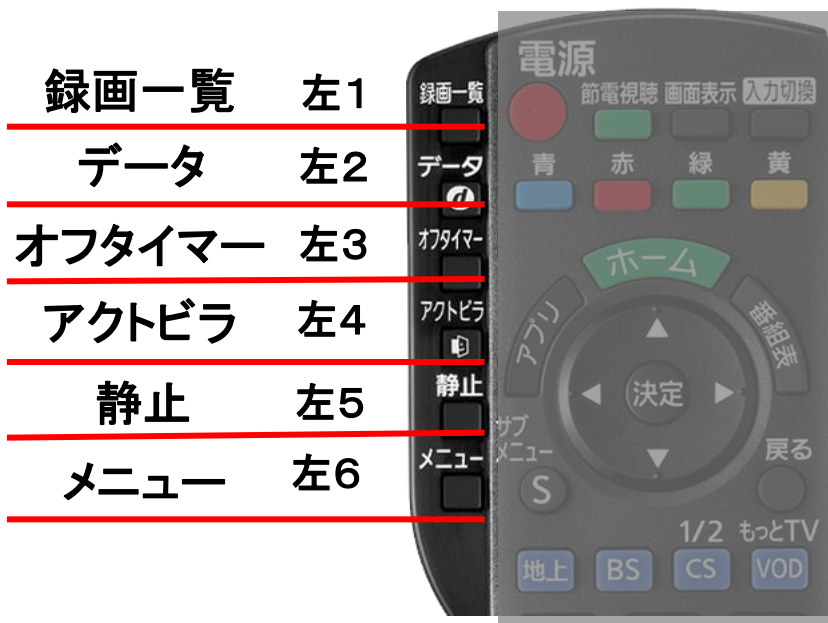 録画一覧 左1
データ 左2
オフタイマー 左3
アクトビラ 左4
静止 左5
メニュー 左6
録画一覧
データ
d
オフタイマー
アクトビラ
静止
メニュー
電源
節電視聴 画面表示 入力切換
青 赤 緑 黄
ホーム
アプリ
番組表
決定
サブ
メニュー
S
戻る
1/2 もっとTV
地上 BS CS VOD